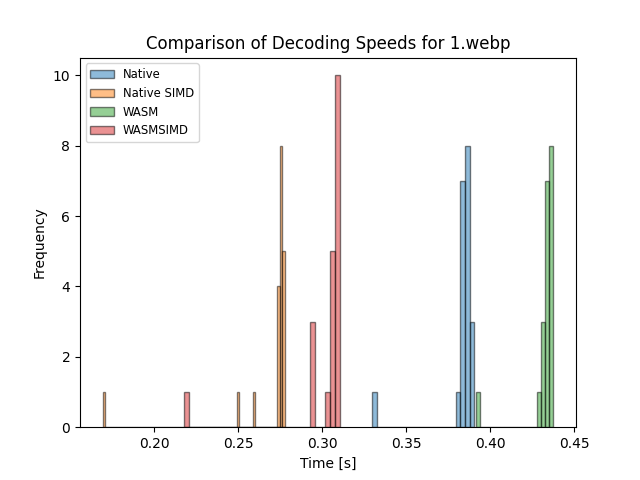 Comparison of Decoding Speeds for 1.webp
Native
Native SIMD
WASM
WASMSIMD
Frequency
10
8
6
4
2
0
0.20 0.25 0.30 0.35 0.40 0.45
Time [s]